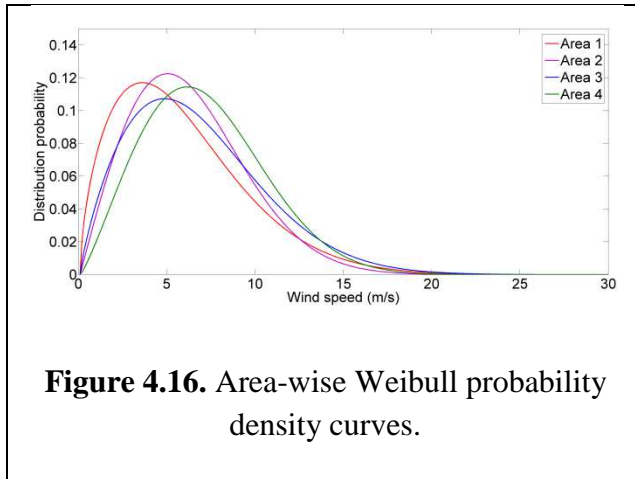 0.14
0.12
0.1
0.08
0.06
0.04
0.02
0
Distribution probability
Area 1
Area 2
Area 3
Area 4
0 5 10 15 20 25 30
Wind speed (m/s)
Figure 4.16. Area-wise Weibull probability
density curves.